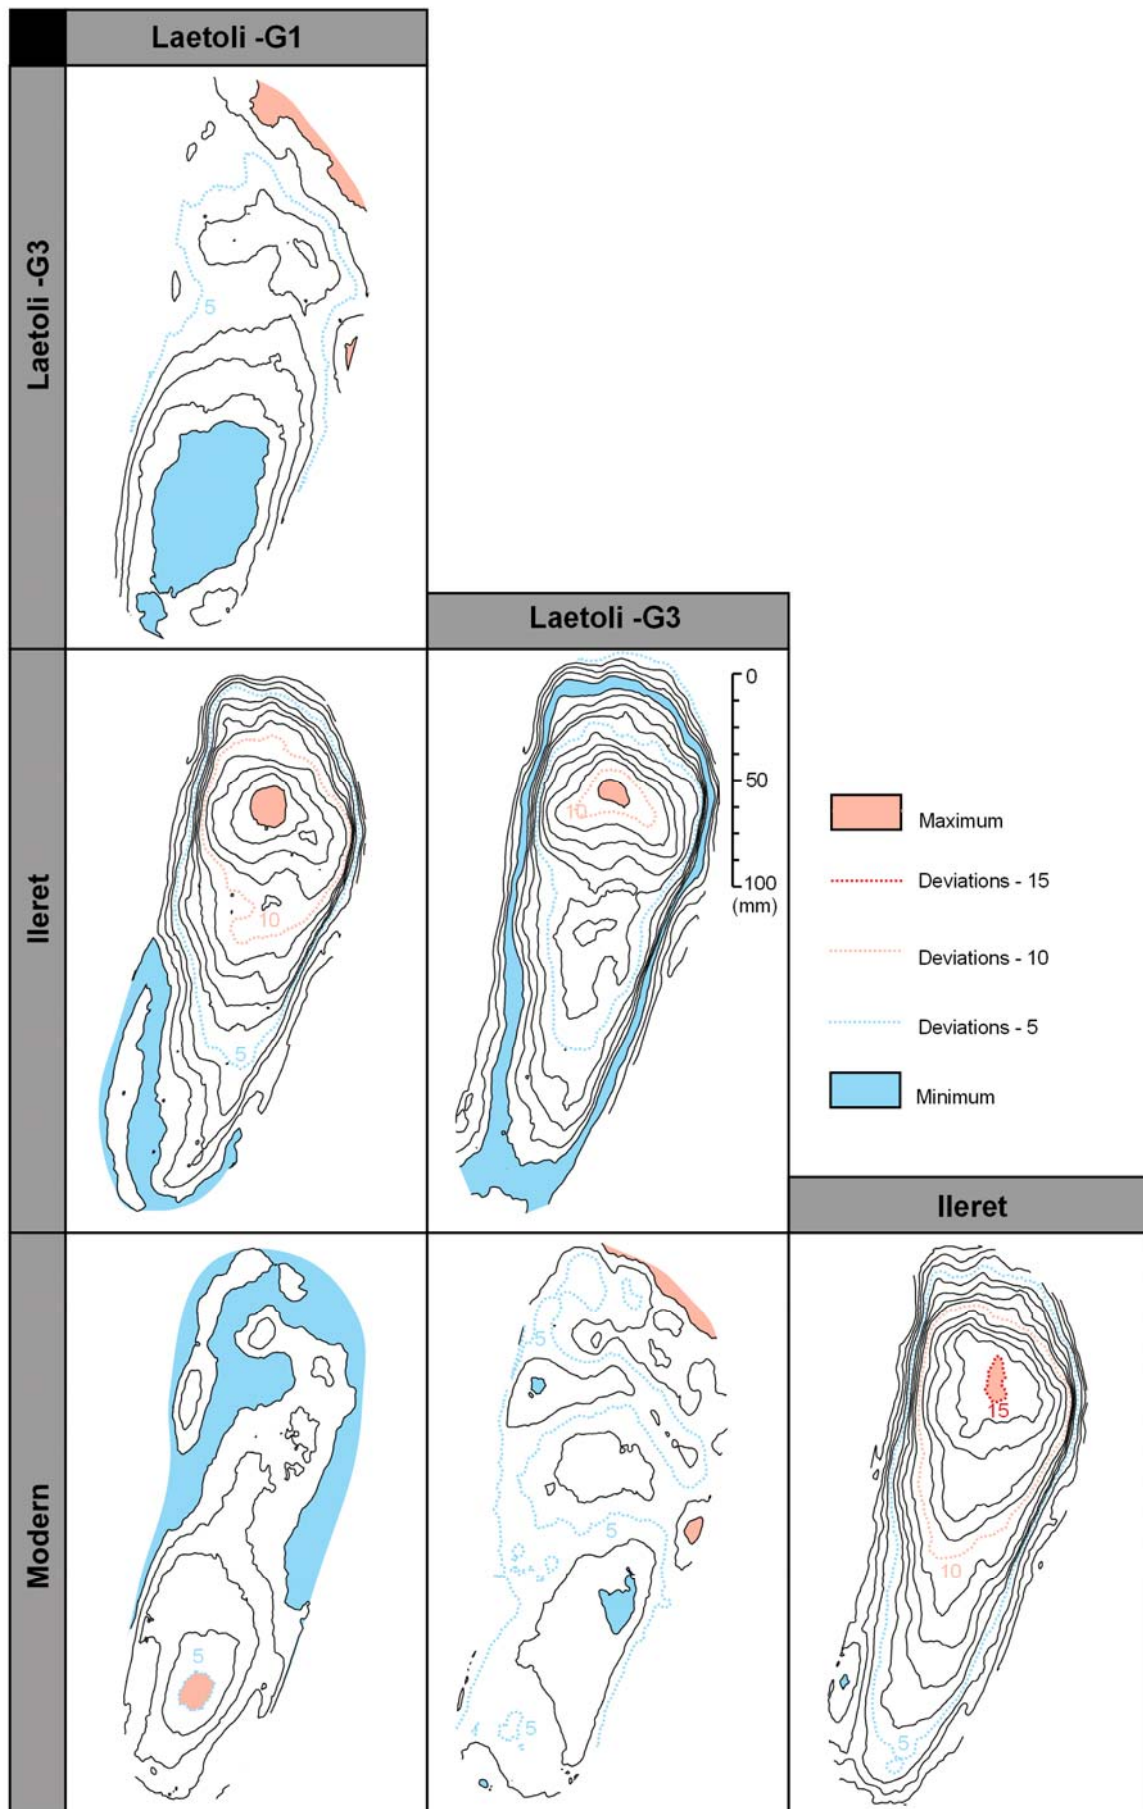 Laetoli -G1
Laetoli -G3
5
Laetoli -G3
Ileret
10
5
10
0
50
100
(mm)
Maximum
Deviations - 15
Deviations - 10
Deviations - 5
Minimum
Ileret
Modern
5
5
5
5
15
10
5